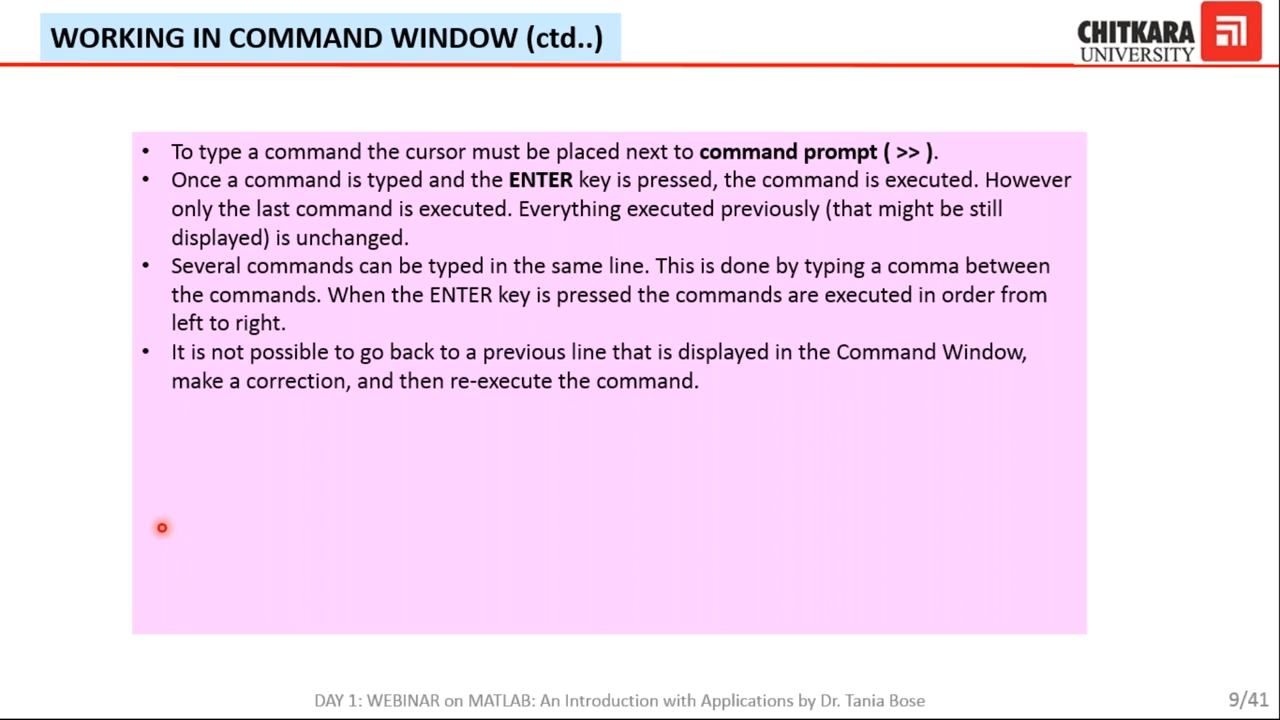 WORKING IN COMMAND WINDOW (ctd..)
CHITKARA
UNIVERSITY
• To type a command the cursor must be placed next to command prompt ( >> ).
• Once a command is typed and the ENTER key is pressed, the command is executed. However
only the last command is executed. Everything executed previously (that might be still
displayed) is unchanged.
• Several commands can be typed in the same line. This is done by typing a comma between
the commands. When the ENTER key is pressed the commands are executed in order from
left to right.
• It is not possible to go back to a previous line that is displayed in the Command Window,
make a correction, and then re-execute the command.
DAY 1: WEBINAR on MATLAB: An Introduction with Applications by Dr. Tania Bose
9/41